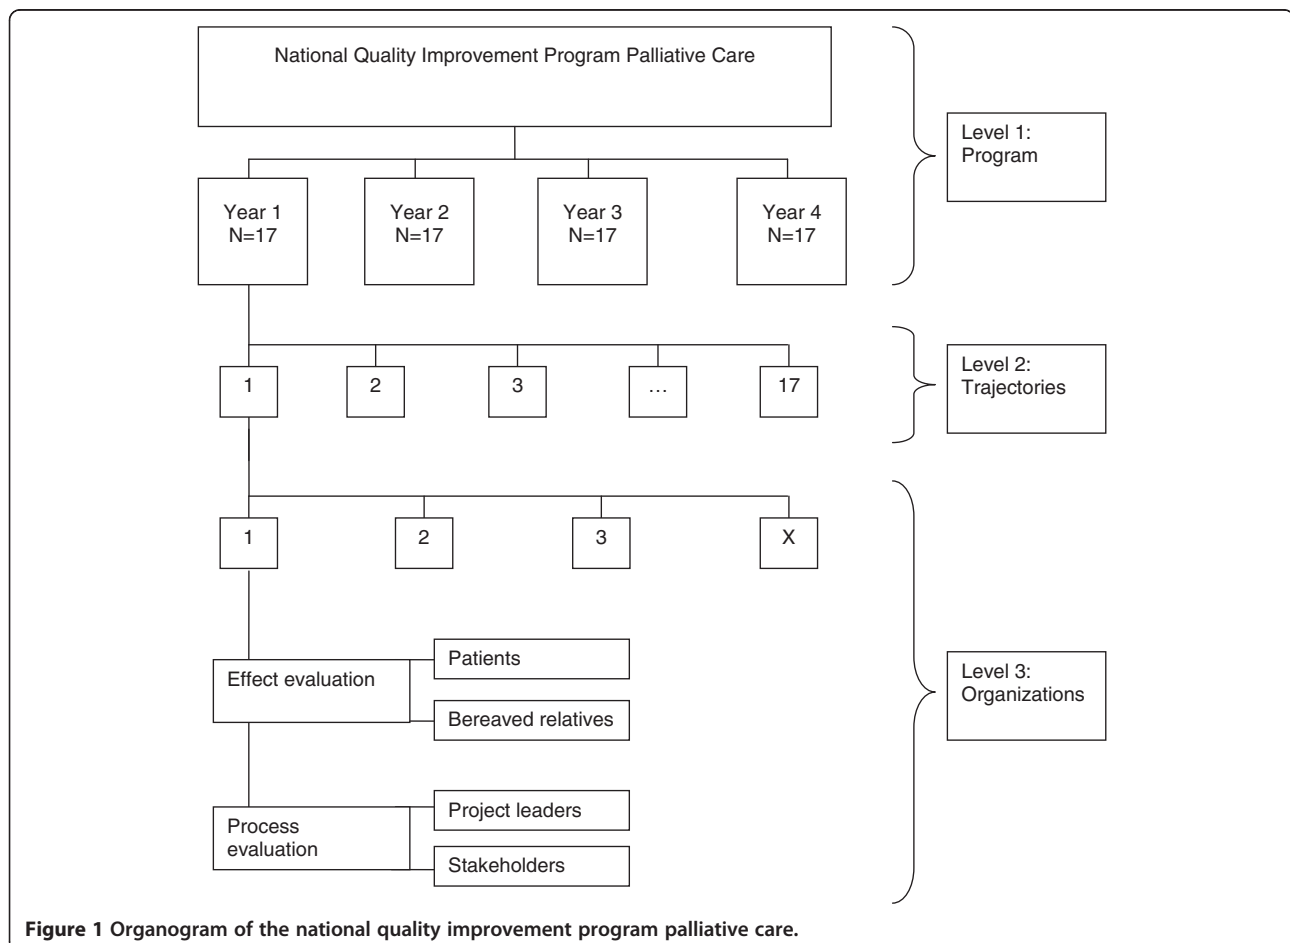 National Quality Improvement Program Palliative Care
Level 1:
Program
Year 1
N=17
Year 2
N=17
Year 3
N=17
Year 4
N=17
Level 2:
Trajectories
1
2
3
…
17
1
2
3
X
Level 3:
Organizations
Effect evaluation
Patients
Bereaved relatives
Process
evaluation
Project leaders
Stakeholders
Figure 1 Organogram of the national quality improvement program palliative care.